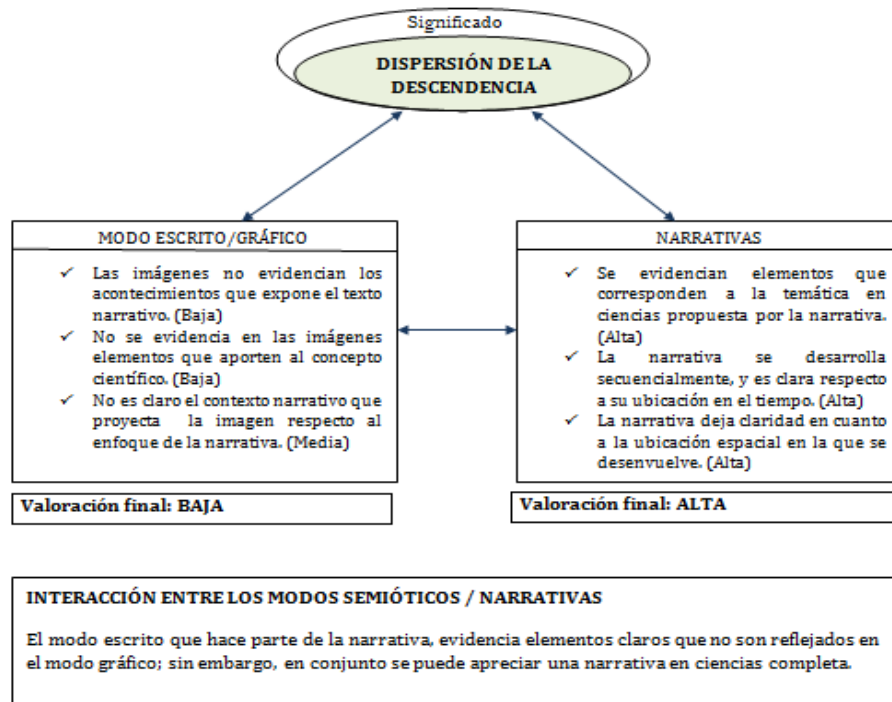 Significado
DISPERSIÓN DE LA
DESCENDENCIA
MODO ESCRITO/GRÁFICO
✓ Las imágenes no evidencian los
acontecimientos que expone el texto
narrativo. (Baja)
✓ No se evidencia en las imágenes
elementos que aporten al concepto
científico. (Baja)
✓ No es claro el contexto narrativo que
proyecta la imagen respecto al
enfoque de la narrativa. (Media)
Valoración final: BAJA
NARRATIVAS
✓ Se evidencian elementos que
corresponden a la temática en
ciencias propuesta por la narrativa.
(Alta)
✓ La narrativa se desarrolla
secuencialmente, y es clara respecto
a su ubicación en el tiempo. (Alta)
✓ La narrativa deja claridad en cuanto
a la ubicación espacial en la que se
desenvuelve. (Alta)
Valoración final: ALTA
INTERACCIÓN ENTRE LOS MODOS SEMIÓTICOS / NARRATIVAS
El modo escrito que hace parte de la narrativa, evidencia elementos claros que no son reflejados en
el modo gráfico; sin embargo, en conjunto se puede apreciar una narrativa en ciencias completa.